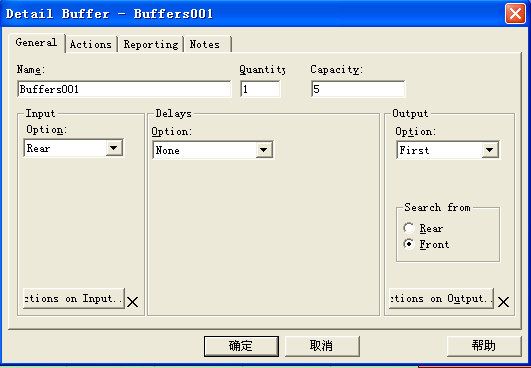 Detail Buffer - Buffers001
General Actions Reporting Notes
Name: Quantity Capacity:
Buffers001 1 5
Input Delays Output
Option: Option: Option:
Rear None First
Search from
Rear
Front
ctions on Input.. ctions on Output..
确定 取消 帮助